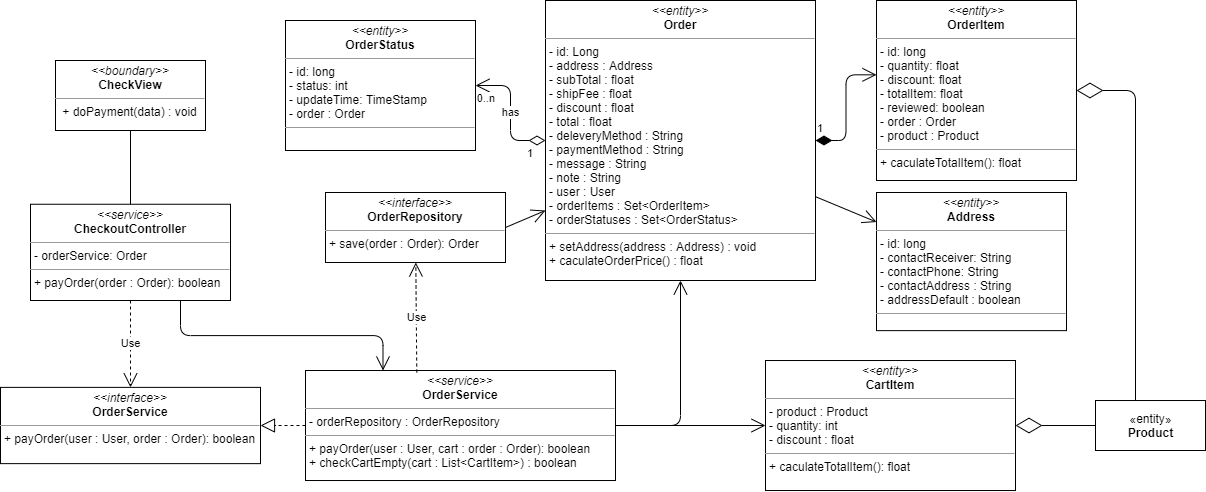 <<boundary>>
CheckView
+ doPayment(data) : void
<<entity>>
OrderStatus
- id: long
- status: int
- updateTime: TimeStamp
- order : Order
0..n
has
1
<<entity>>
Order
- id: Long
- address : Address
- subTotal : float
- shipFee : float
- discount : float
- total : float
- deleveryMethod : String
- paymentMethod : String
- message : String
- note : String
- user : User
- orderItems : Set<OrderItem>
- orderStatuses : Set<OrderStatus>
+ setAddress(address : Address) : void
+ caculateOrderPrice() : float
1
<<entity>>
OrderItem
- id: long
- quantity: float
- discount: float
- totalItem: float
- reviewed: boolean
- order : Order
- product : Product
+ caculateTotalItem(): float
<<service>>
CheckoutController
- orderService: Order
+ payOrder(order : Order): boolean
Use
<<interface>>
OrderRepository
+ save(order : Order): Order
Use
<<entity>>
Address
- id: long
- contactReceiver: String
- contactPhone: String
- contactAddress : String
- addressDefault : boolean
<<interface>>
OrderService
+ payOrder(user : User, order : Order): boolean
<<service>>
OrderService
- orderRepository : OrderRepository
+ payOrder(user : User, cart : order : Order): boolean
+ checkCartEmpty(cart : List<CartItem>) : boolean
<<entity>>
CartItem
- product : Product
- quantity: int
- discount : float
+ caculateTotalItem(): float
«entity»
Product